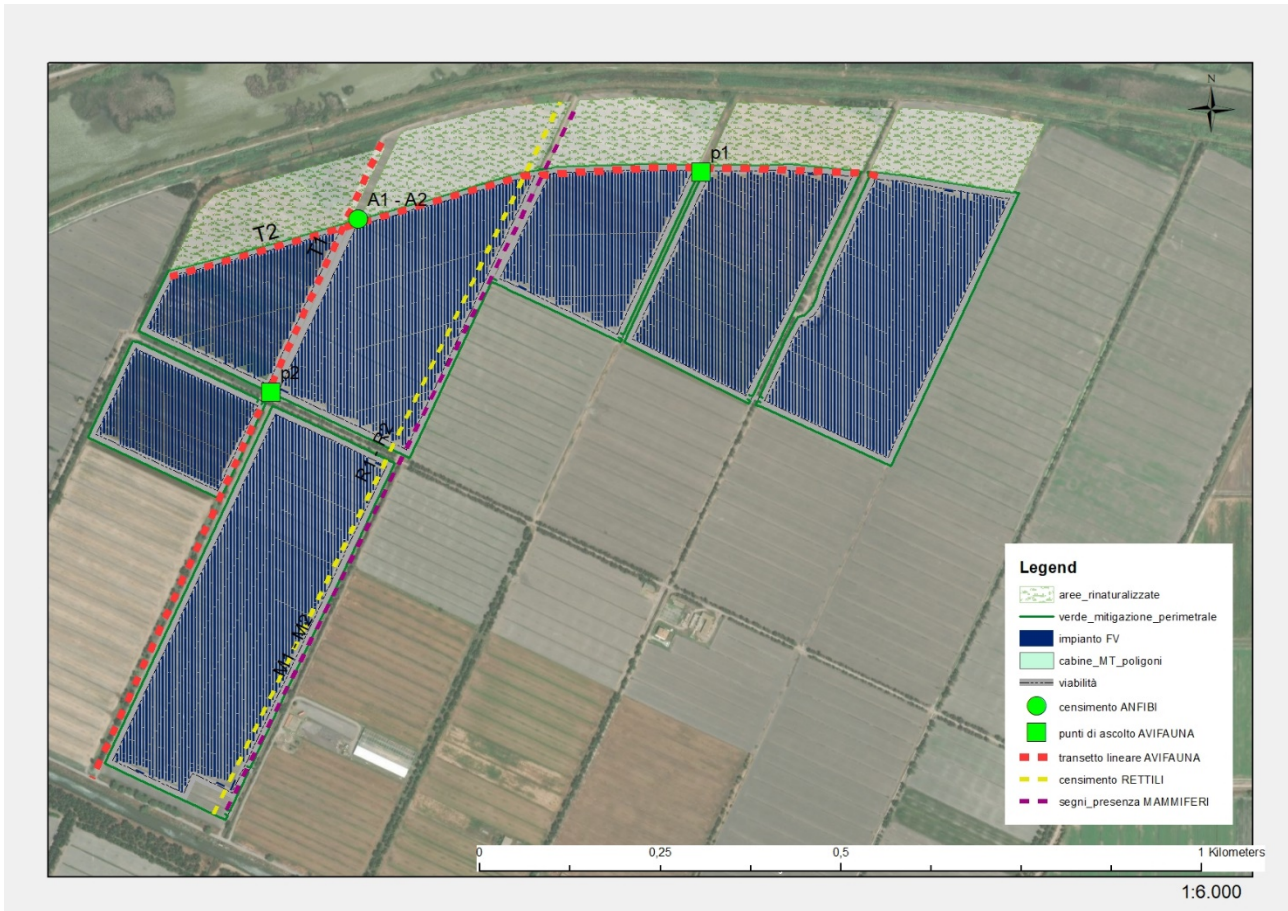 N
p1
A1 - A2
T2
T1
p2
R1 - R2
M1 - M2
Legend
aree_rinaturalizzate
verde_mitigazione_perimetrale
impianto FV
cabine_MT_poligoni
viabilità
censimento ANFIBI
punti di ascolto AVIFAUNA
transetto lineare AVIFAUNA
censimento RETTILI
segni_presenza MAMMIFERI
0 0,25 0,5 1 Kilometers
1:6.000